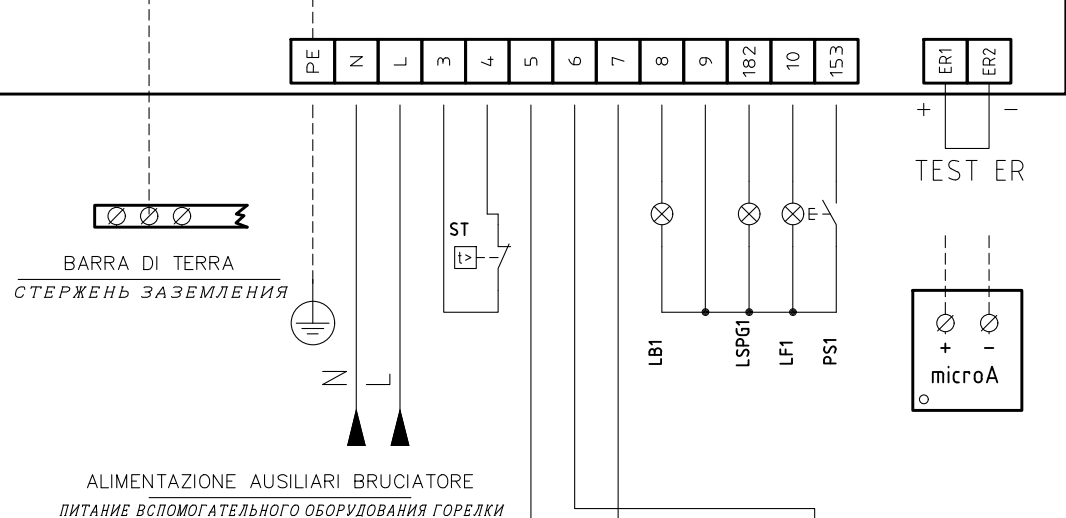 PE N L 3 4 5 6 7 8 9 182 10 153 ER1 ER2
+ −
TEST ER
ST
t>
E
BARRA DI TERRA
СТЕРЖЕНЬ ЗАЗЕМЛЕНИЯ
N L
LB1 LSPG1 LF1 PS1
+ −
microA
ALIMENTAZIONE AUSILIARI BRUCIATORE
ПИТАНИЕ ВСПОМОГАТЕЛЬНОГО ОБОРУДОВАНИЯ ГОРЕЛКИ